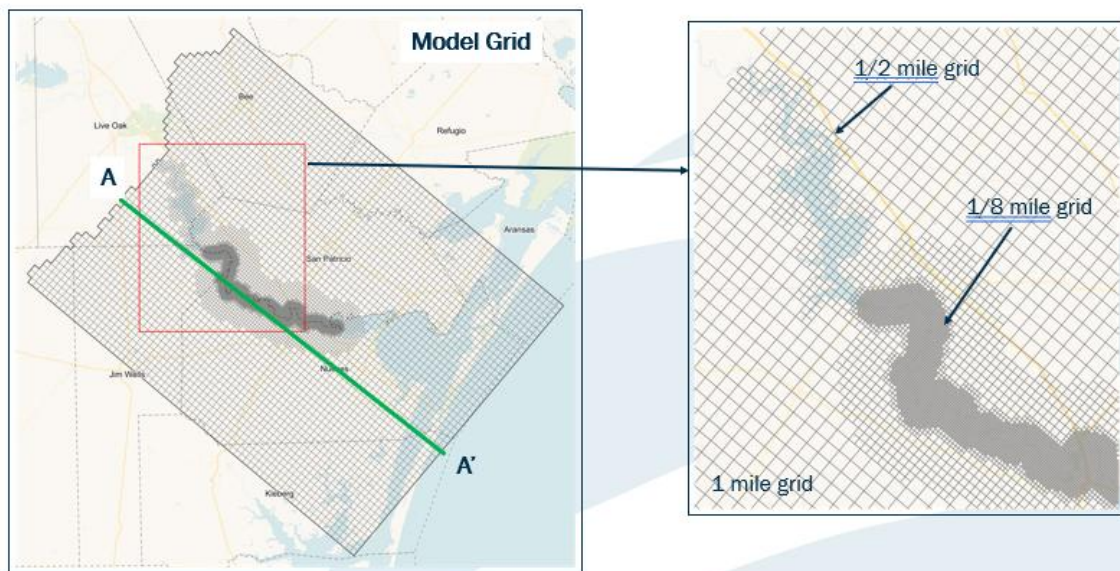 Model Grid
Bee
Live Oak
Refugio
A
Aransas
San Patricio
Jim Wells
Nueces
A'
Kleberg
1/2 mile grid
1/8 mile grid
1 mile grid